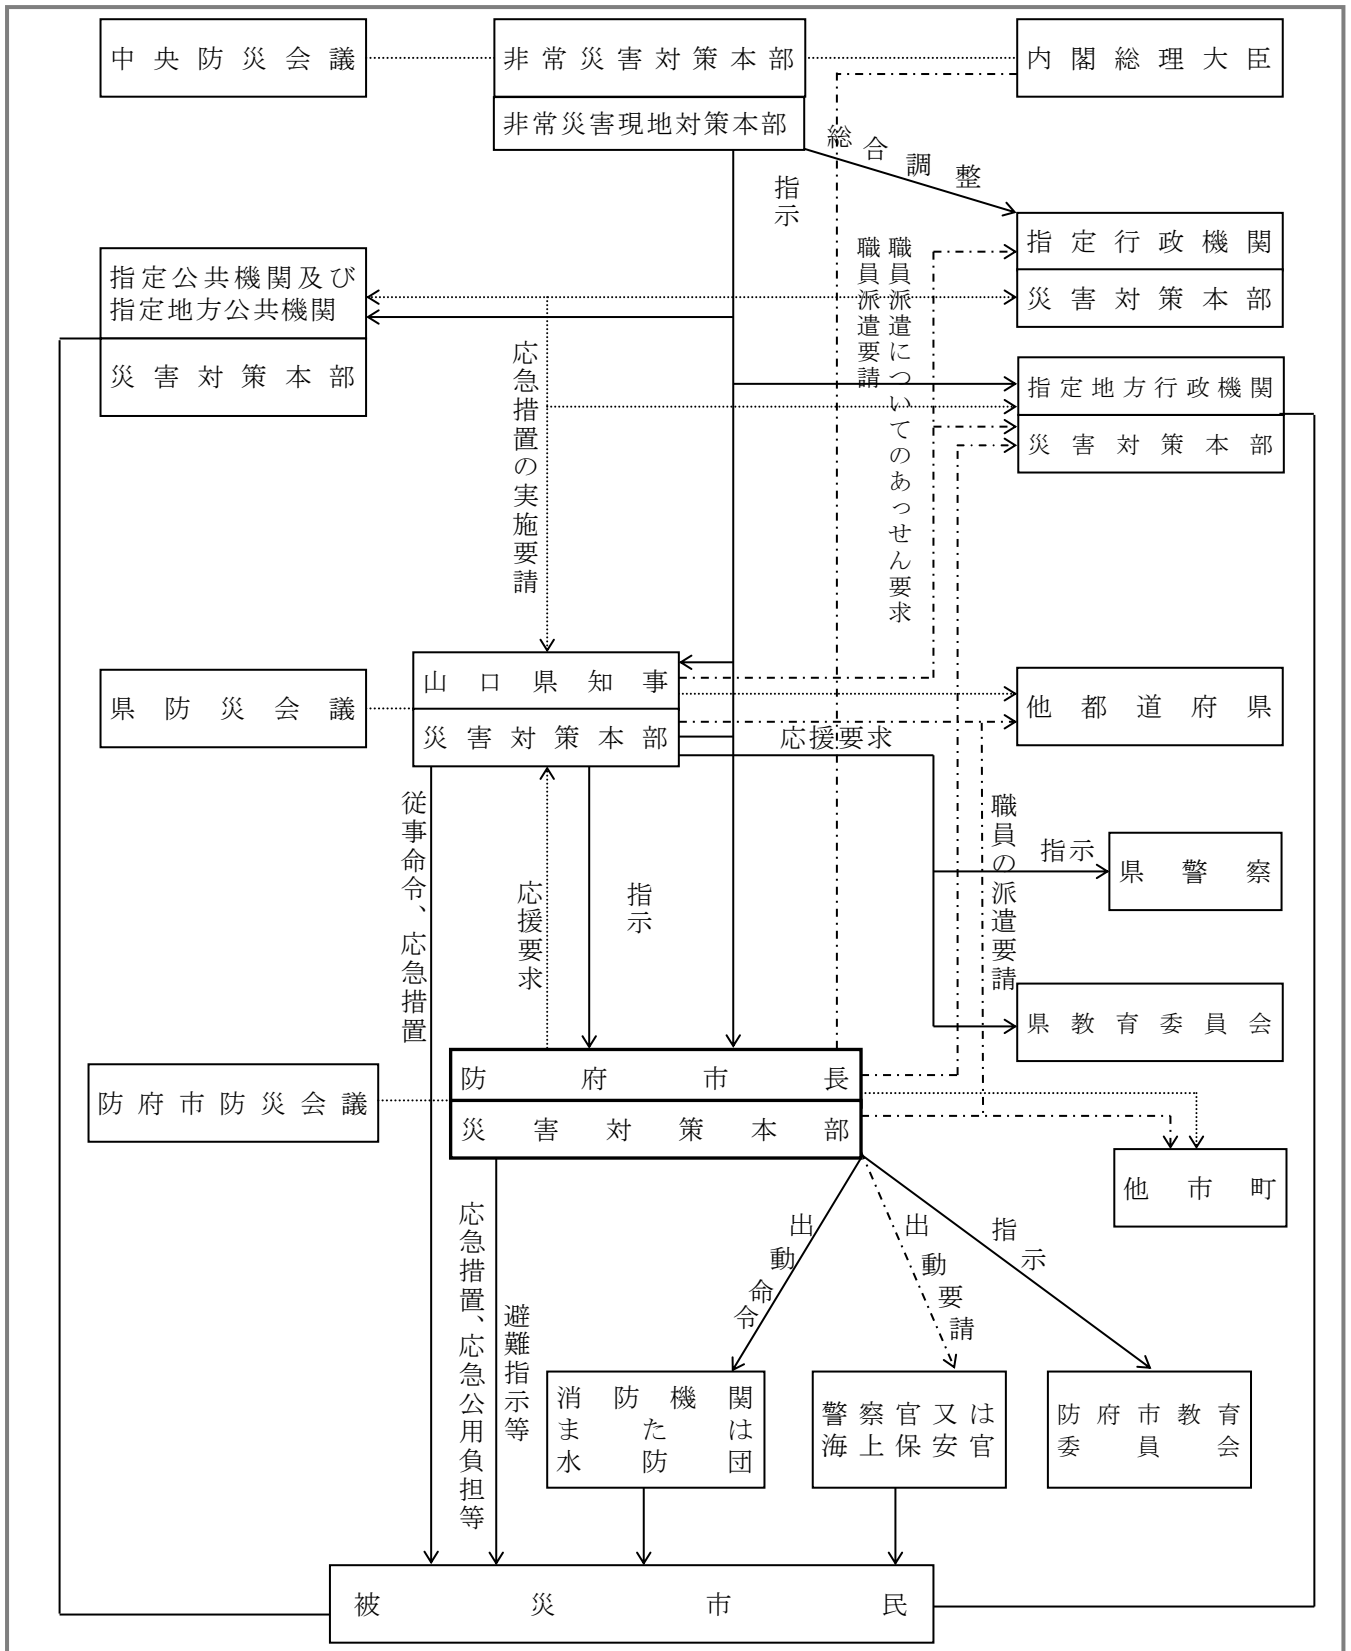 中央防災会議
非常災害対策本部
内閣総理大臣
非常災害現地対策本部
総合調整
指示
指定行政機関
災害対策本部
指定公共機関及び
指定地方公共機関
災害対策本部
職員派遣要請
職員派遣についてのあっせん要求
応急措置の実施要請
指定地方行政機関
災害対策本部
山口県知事
災害対策本部
県防災会議
他都道府県
応援要求
従事命令、応急措置
応援要求
指示
職員の派遣要請
指示
県警察
県教育委員会
防府市長
災害対策本部
防府市防災会議
他市町
応急措置、応急公用負担等
避難指示等
出動命令
出動要請
指示
消防機関
または
水防団
警察官又は
海上保安官
防府市教育
委員会
被災市民